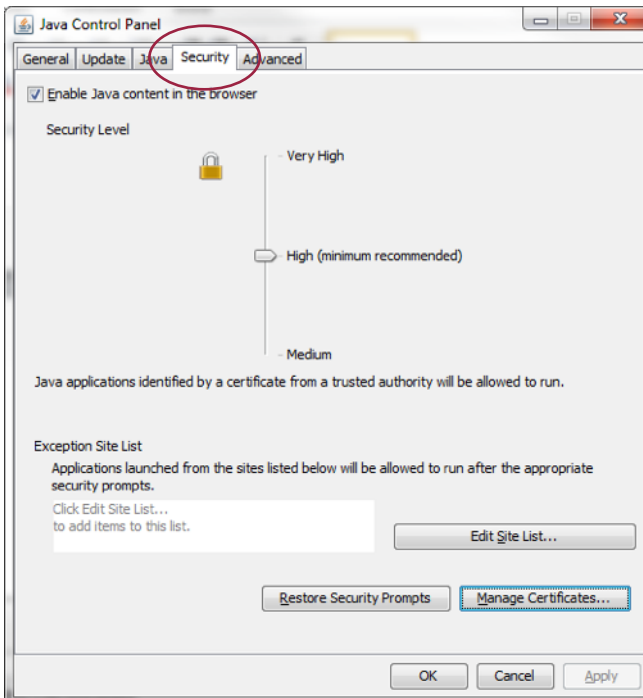 Java Control Panel
General Update Java Security Advanced
Enable Java content in the browser
Security Level
Very High
High (minimum recommended)
Medium
Java applications identified by a certificate from a trusted authority will be allowed to run.
Exception Site List
Applications launched from the sites listed below will be allowed to run after the appropriate
security prompts.
Click Edit Site List...
to add items to this list.
Edit Site List...
Restore Security Prompts Manage Certificates...
OK Cancel Apply